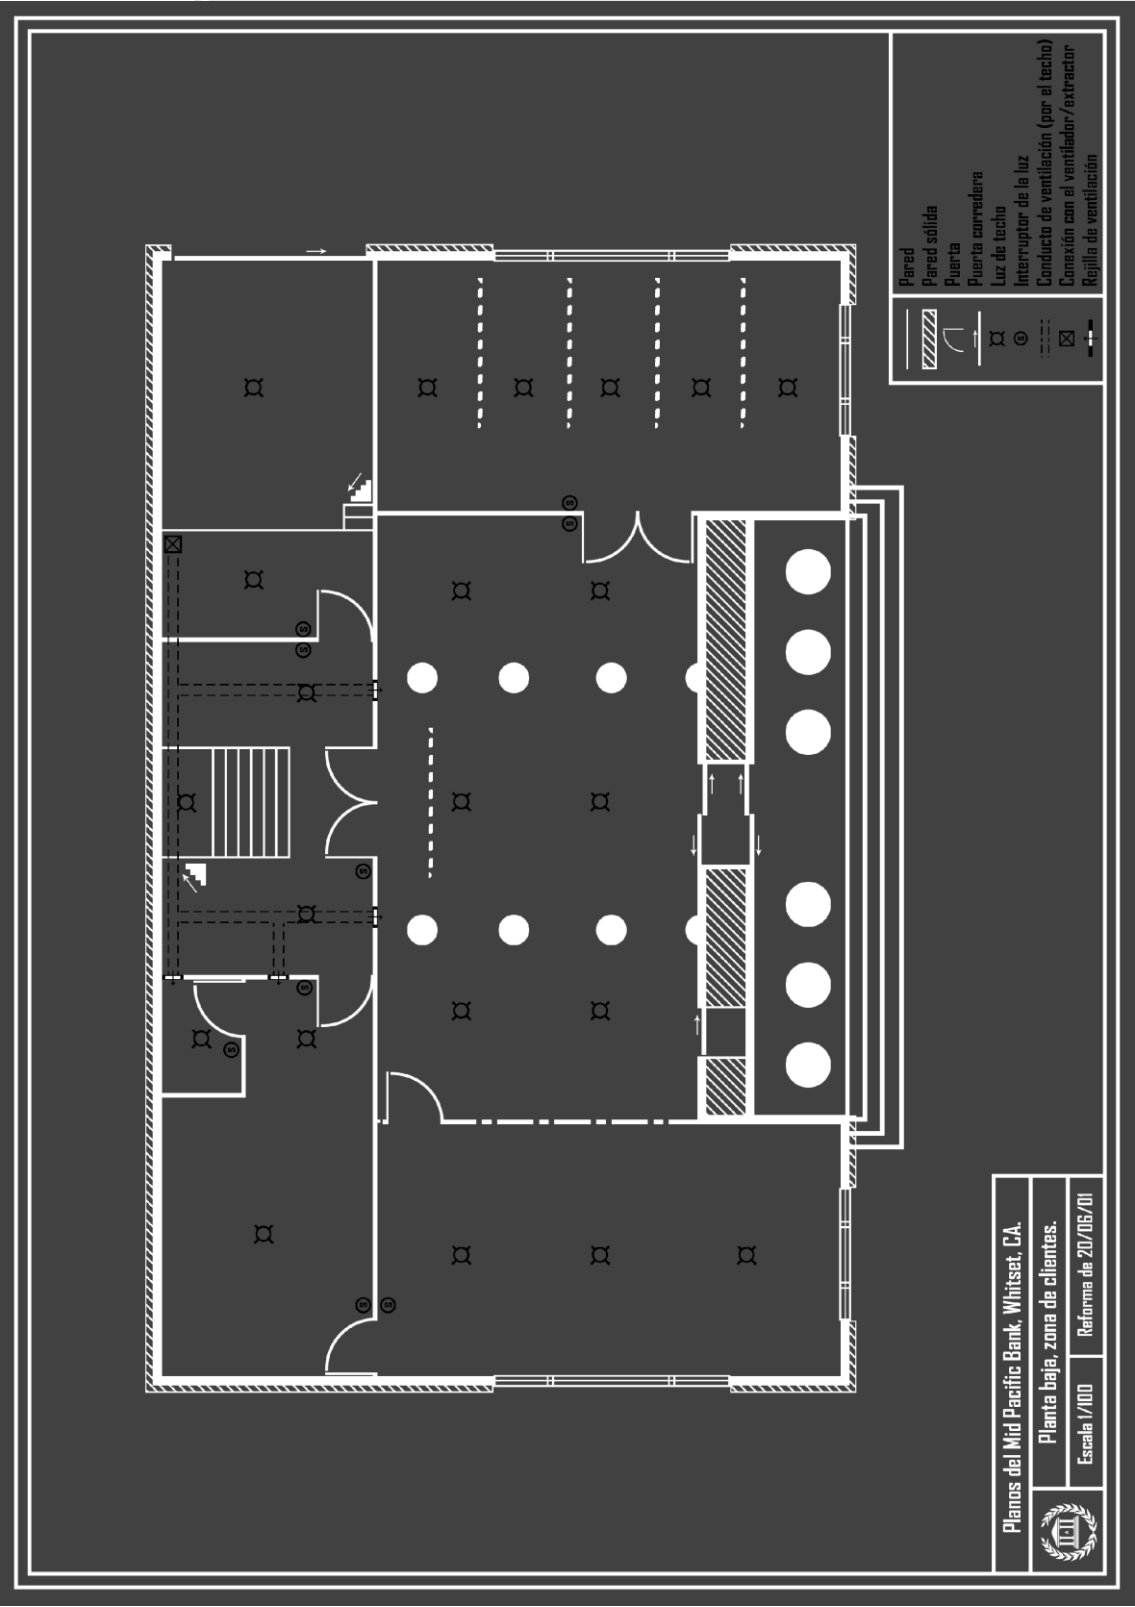 Pared
Pared sólida
Puerta
Puerta corredera
Luz de techo
Interruptor de la luz
Conducto de ventilación (por el techo)
Conexión con el ventilador/extractor
Rejilla de ventilación
S
S
S
S
S
S
S
S
S
S
Planos del Mid Pacific Bank, Whitset, CA.
Planta baja, zona de clientes.
Escala 1/100
Reforma de 20/06/01